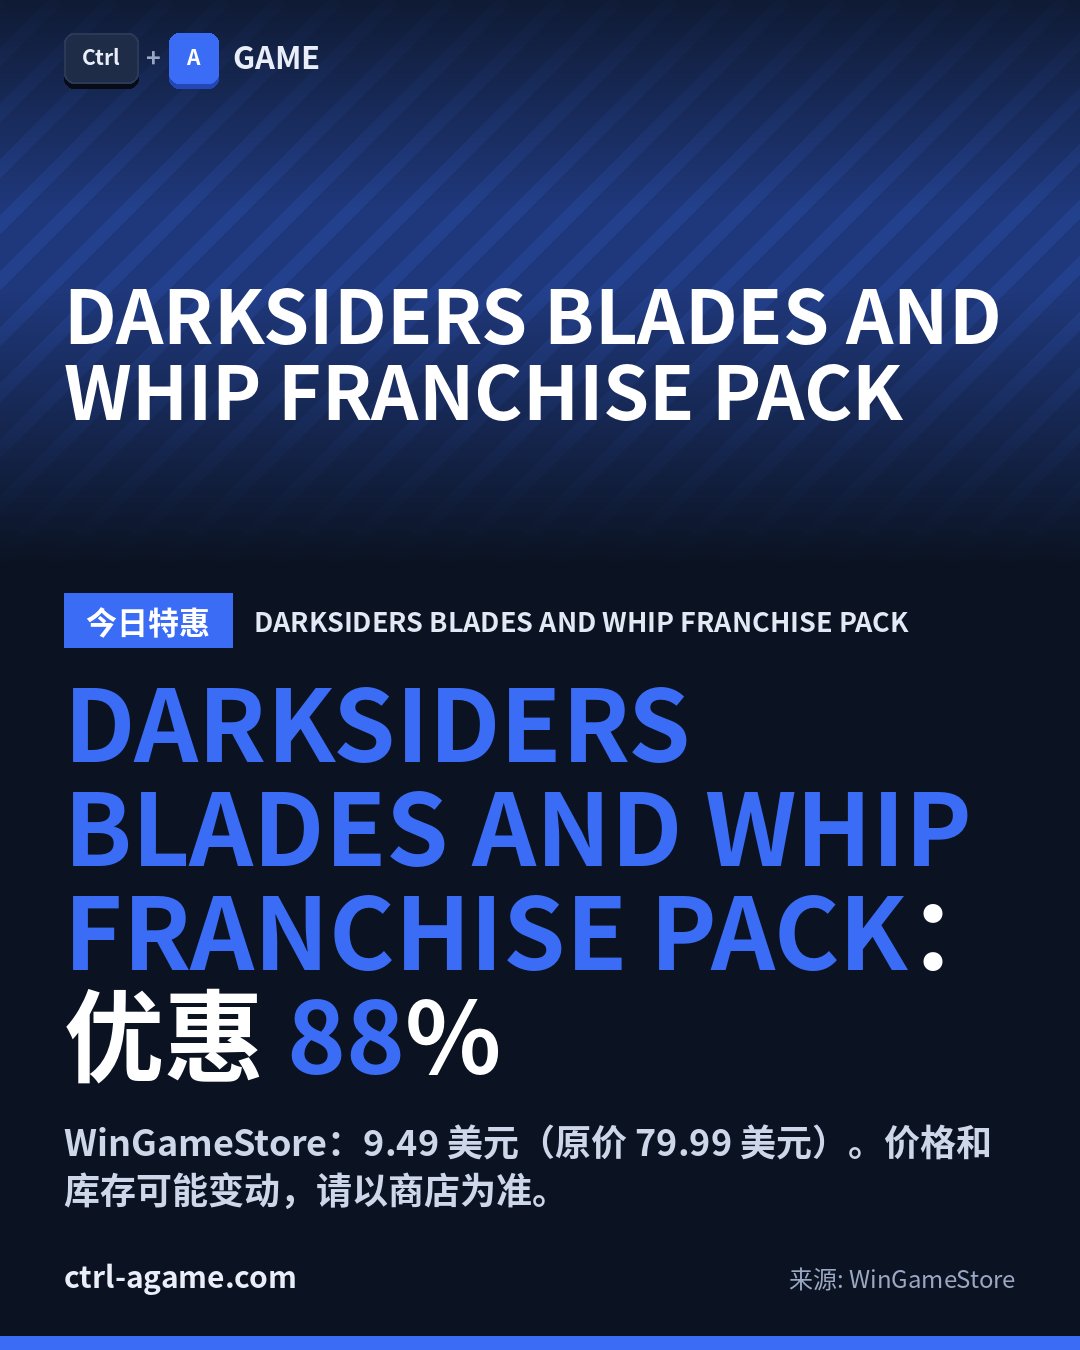 Ctrl + A GAME
DARKSIDERS BLADES AND
WHIP FRANCHISE PACK
今日特惠 DARKSIDERS BLADES AND WHIP FRANCHISE PACK
DARKSIDERS
BLADES AND WHIP
FRANCHISE PACK：
优惠 88%
WinGameStore：9.49 美元（原价 79.99 美元）。价格和
库存可能变动，请以商店为准。
ctrl-agame.com 来源: WinGameStore